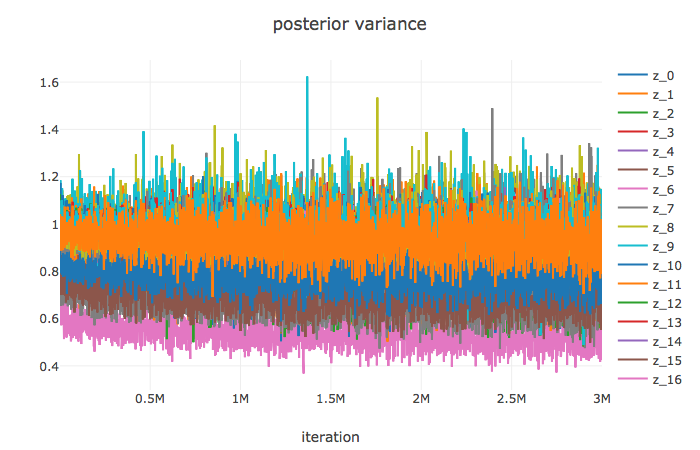 posterior variance
1.6
1.4
1.2
1
0.8
0.6
0.4
0.5M 1M 1.5M 2M 2.5M 3M
iteration
z_0
z_1
z_2
z_3
z_4
z_5
z_6
z_7
z_8
z_9
z_10
z_11
z_12
z_13
z_14
z_15
z_16